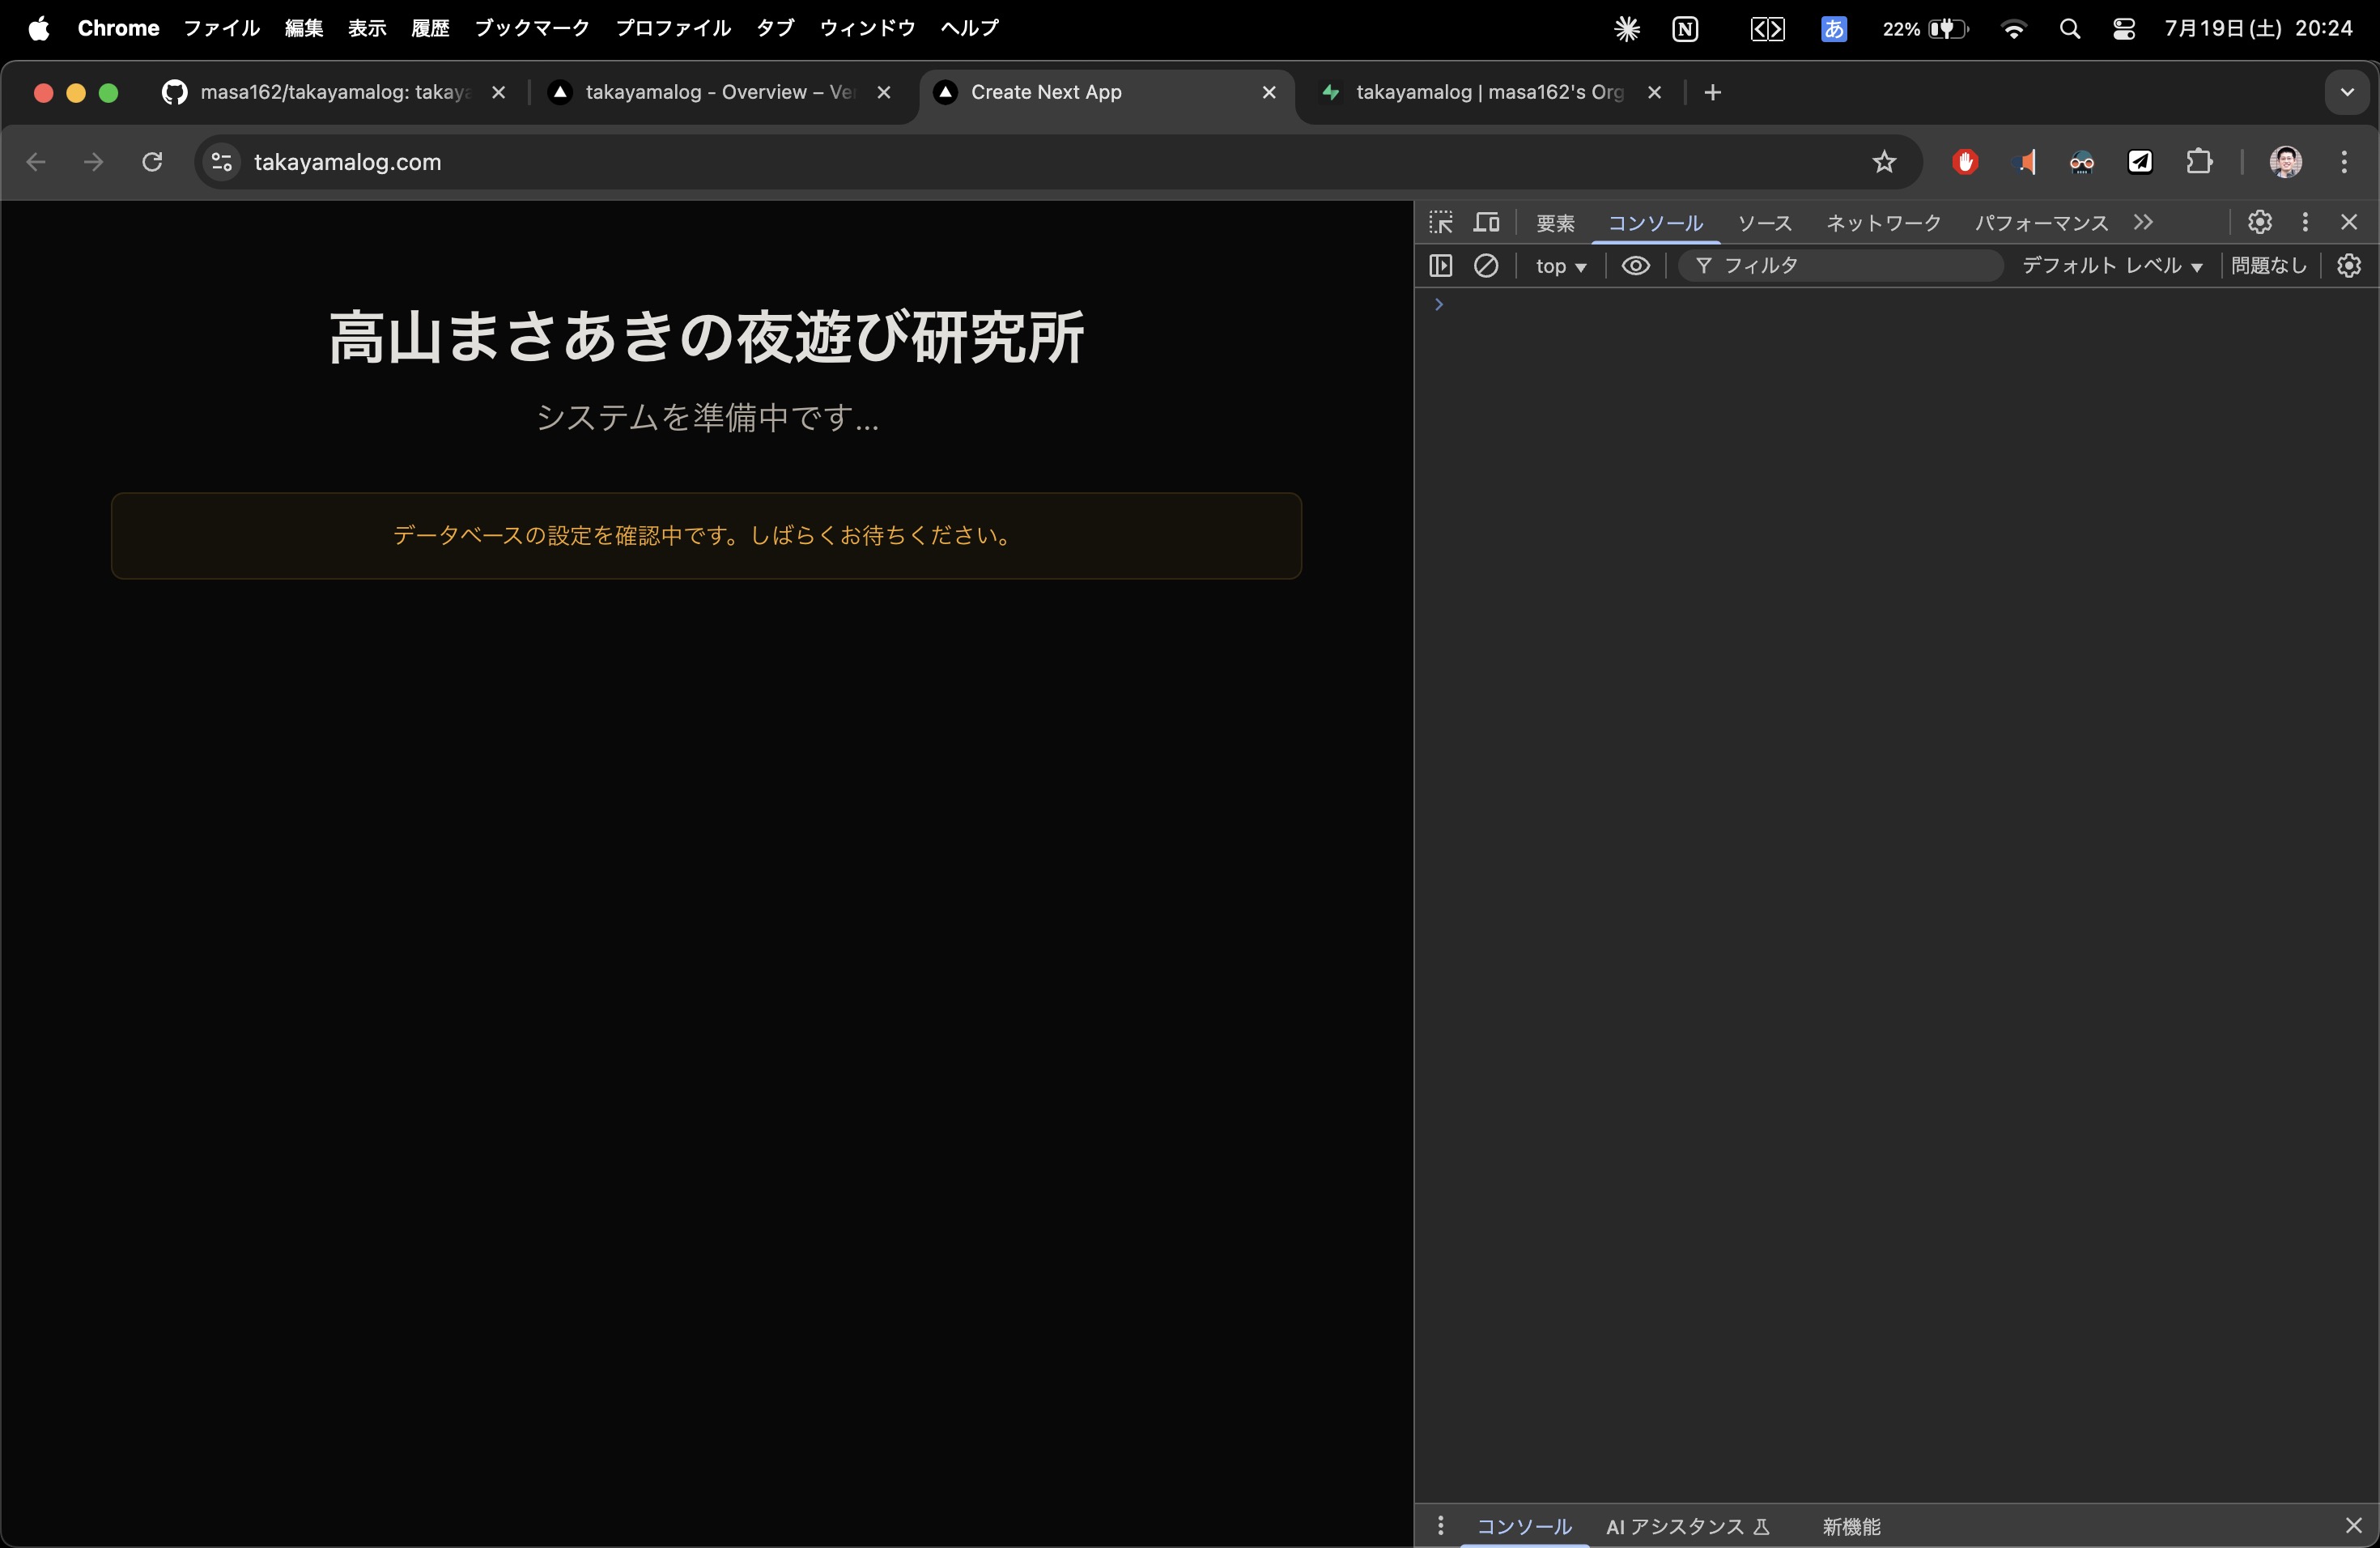 Chrome ファイル 編集 表示 履歴 ブックマーク プロファイル タブ ウィンドウ ヘルプ あ 22% 7月19日(土) 20:24
masa162/takayamalog: takaya takayamalog - Overview – Ver Create Next App takayamalog | masa162's Org
takayamalog.com
要素 コンソール ソース ネットワーク パフォーマンス
top フィルタ デフォルト レベル 問題なし
高山まさあきの夜遊び研究所
システムを準備中です...
データベースの設定を確認中です。しばらくお待ちください。
コンソール AI アシスタンス 新機能